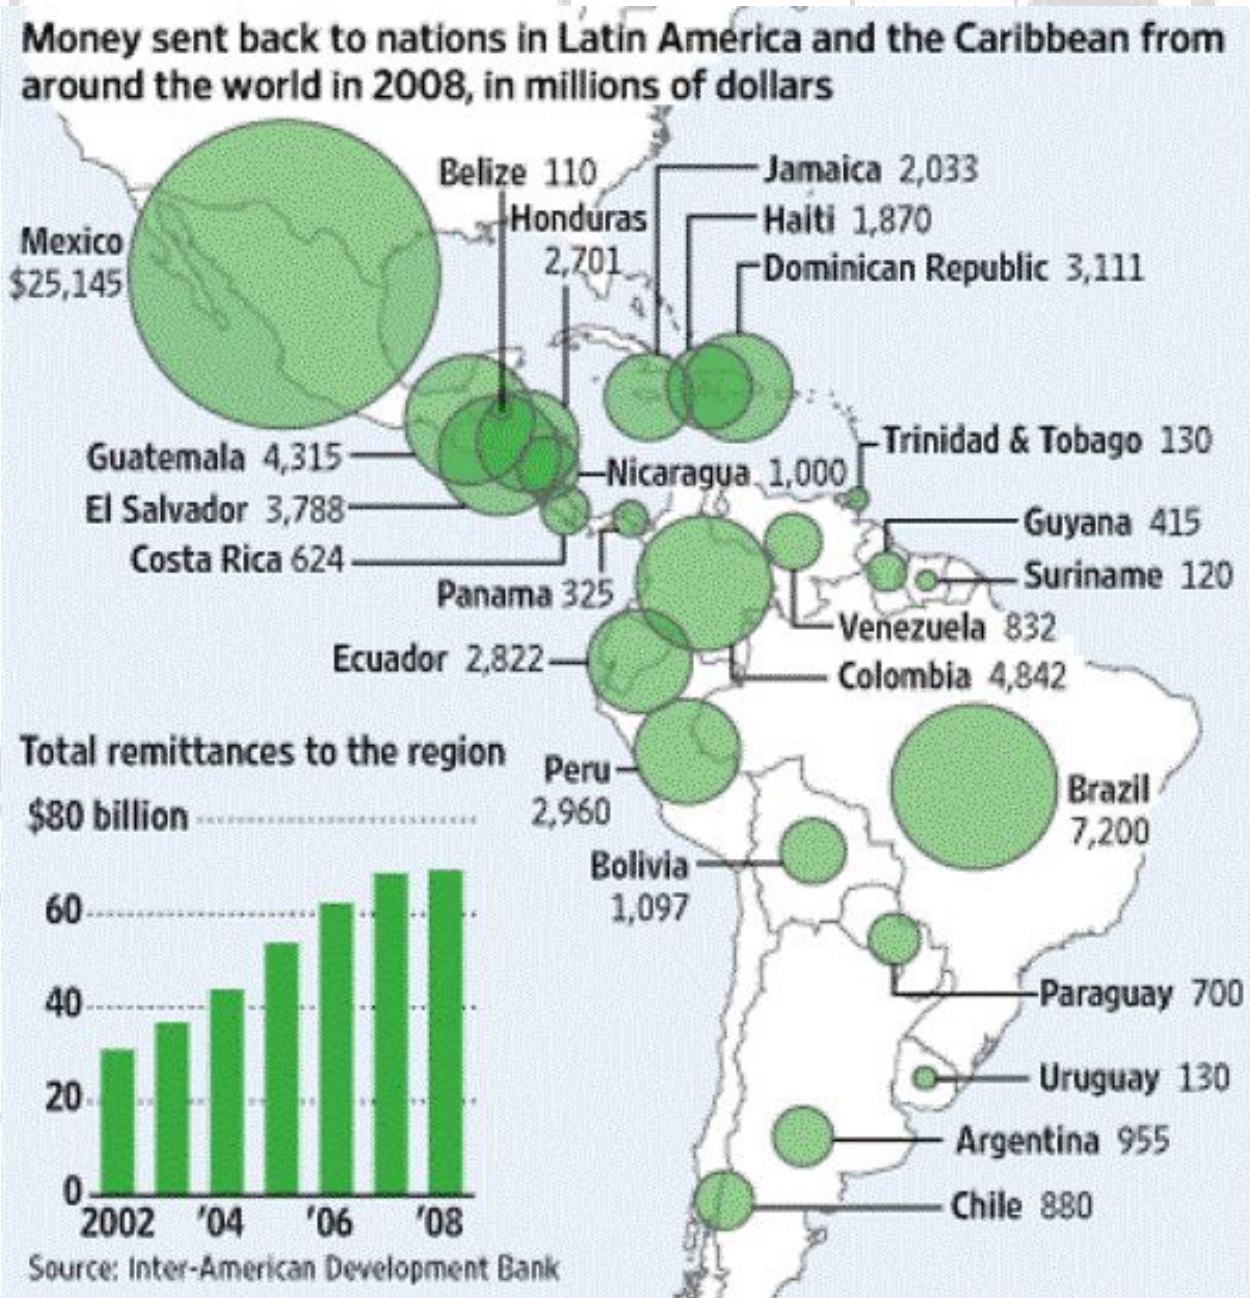 Money sent back to nations in Latin America and the Caribbean from
around the world in 2008, in millions of dollars
Belize 110
Jamaica 2,033
Honduras
2,701
Haiti 1,870
Mexico
$25,145
Dominican Republic 3,111
Trinidad & Tobago 130
Guatemala 4,315
Nicaragua 1,000
El Salvador 3,788
Guyana 415
Costa Rica 624
Suriname 120
Panama 325
Venezuela 832
Ecuador 2,822
Colombia 4,842
Peru
2,960
Brazil
7,200
Bolivia
1,097
Paraguay 700
Uruguay 130
Argentina 955
Chile 880
Total remittances to the region
$80 billion
60
40
20
0
2002 '04 '06 '08
Source: Inter-American Development Bank